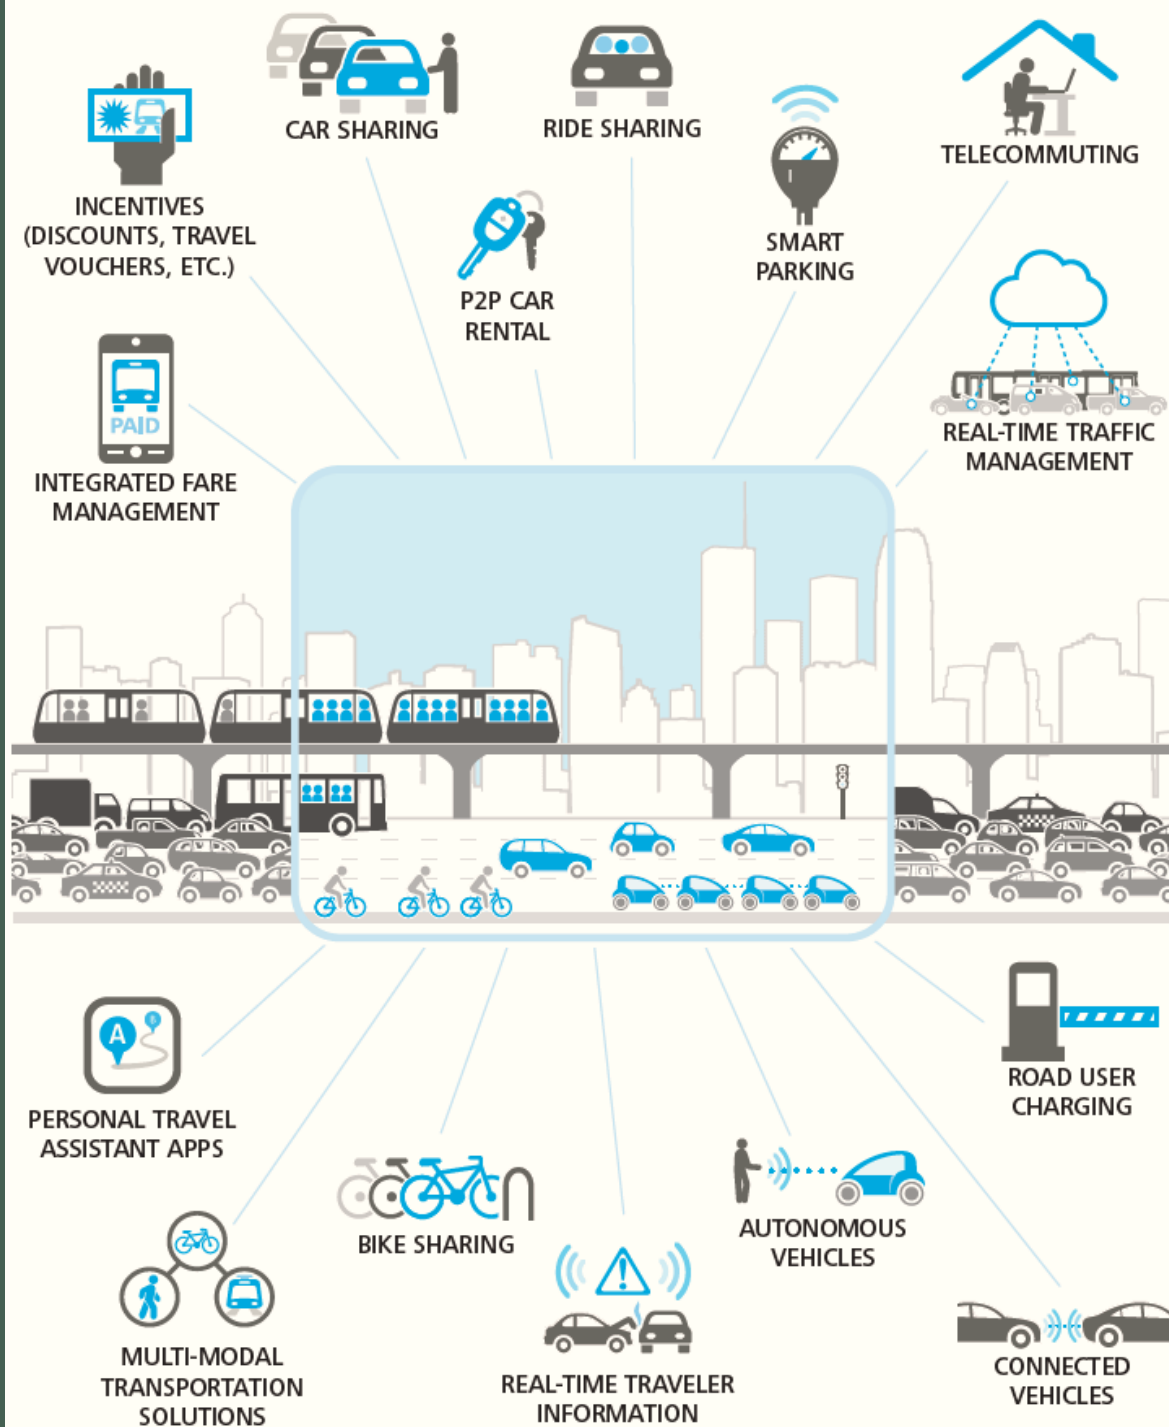 CAR SHARING
RIDE SHARING
TELECOMMUTING
INCENTIVES
(DISCOUNTS, TRAVEL
VOUCHERS, ETC.)
P2P CAR
RENTAL
SMART
PARKING
PAID
INTEGRATED FARE
MANAGEMENT
REAL-TIME TRAFFIC
MANAGEMENT
A
B
PERSONAL TRAVEL
ASSISTANT APPS
ROAD USER
CHARGING
BIKE SHARING
AUTONOMOUS
VEHICLES
MULTI-MODAL
TRANSPORTATION
SOLUTIONS
REAL-TIME TRAVELER
INFORMATION
CONNECTED
VEHICLES